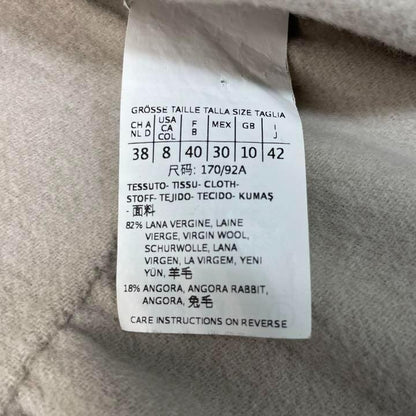 GRÖSSE TAILLE TALLA SIZE TAGLIA
CH A NL D USA CA COL F B MEX GB I J
38 8 40 30 10 42
尺码: 170/92A
TESSUTO- TISSU- CLOTH-
STOFF- TEJIDO- TECIDO- KUMAŞ
- 面料
82% LANA VERGINE, LAINE
VIERGE, VIRGIN WOOL,
SCHURWOLLE, LANA
VIRGEN, LA VIRGEM, YENI
YÜN, 羊毛
18% ANGORA, ANGORA RABBIT,
ANGORA, 兔毛
CARE INSTRUCTIONS ON REVERSE